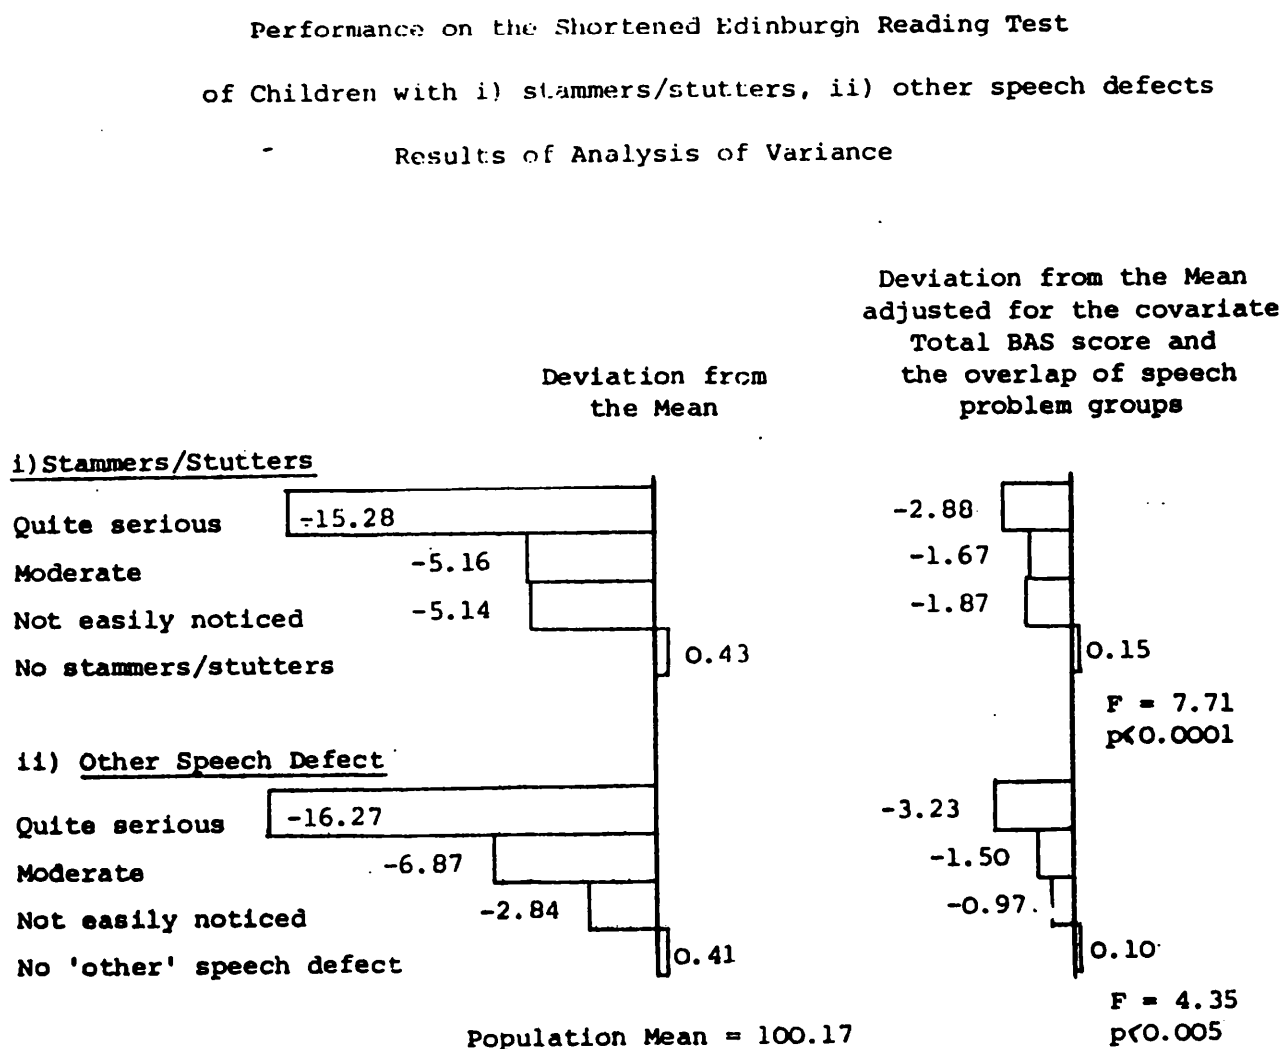 Performance on the Shortened Edinburgh Reading Test
of Children with i) stammers/stutters, ii) other speech defects
Results of Analysis of Variance
Deviation from the Mean
adjusted for the covariate
Total BAS score and
the overlap of speech
problem groups
Deviation from
the Mean
i)Stammers/Stutters
Quite serious -15.28 -2.88
Moderate -5.16 -1.67
Not easily noticed -5.14 -1.87
No stammers/stutters 0.43 0.15
F = 7.71
p<0.0001
ii) Other Speech Defect
Quite serious -16.27 -3.23
Moderate -6.87 -1.50
Not easily noticed -2.84 -0.97
No 'other' speech defect 0.41 0.10
F = 4.35
Population Mean = 100.17 p<0.005